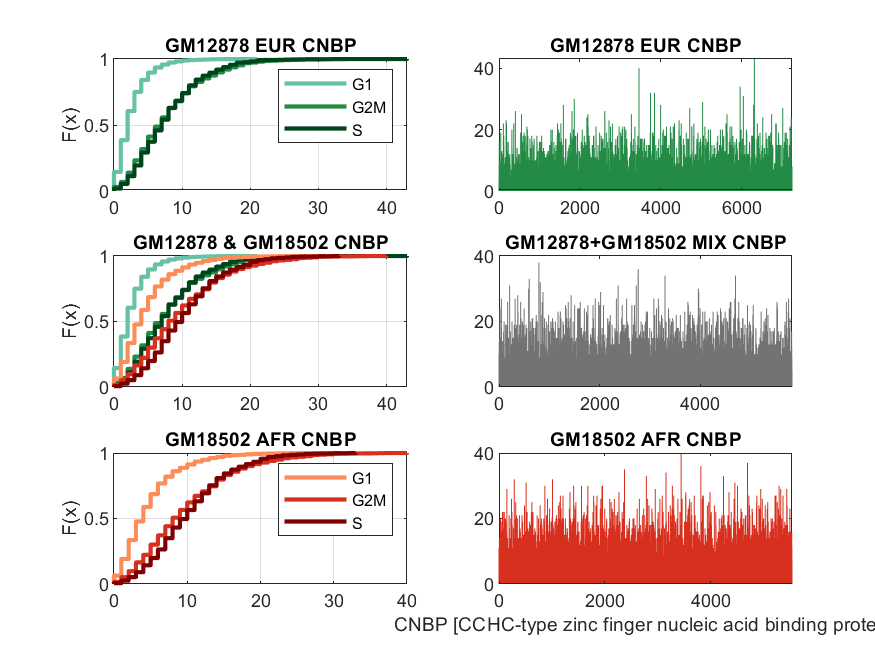 GM12878 EUR CNBP
F(x)
1
0.5
0
0 10 20 30 40
G1
G2M
S
GM12878 EUR CNBP
40
20
0
0 2000 4000 6000
GM12878 & GM18502 CNBP
F(x)
1
0.5
0
0 10 20 30 40
GM12878+GM18502 MIX CNBP
40
20
0
0 2000 4000
GM18502 AFR CNBP
F(x)
1
0.5
0
0 10 20 30 40
G1
G2M
S
GM18502 AFR CNBP
40
20
0
0 2000 4000
CNBP [CCHC-type zinc finger nucleic acid binding prote